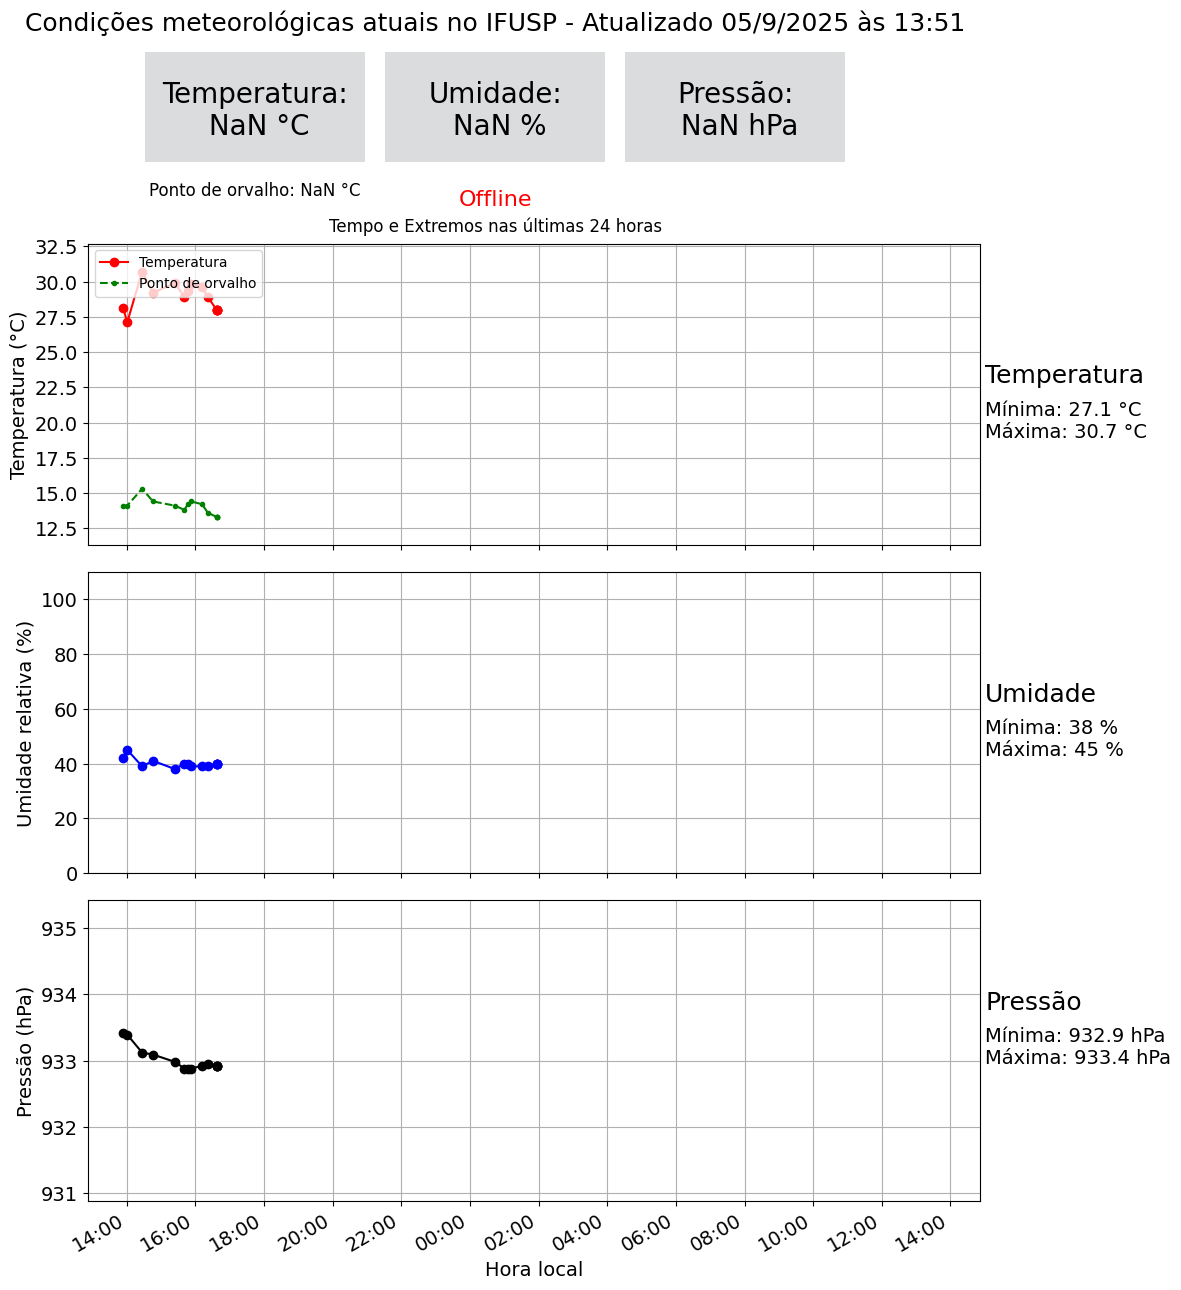 Condições meteorológicas atuais no IFUSP - Atualizado 05/9/2025 às 13:51
Temperatura:
NaN °C
Umidade:
NaN %
Pressão:
NaN hPa
Ponto de orvalho: NaN °C
Offline
Tempo e Extremos nas últimas 24 horas
Temperatura
Ponto de orvalho
Temperatura (°C)
32.5
30.0
27.5
25.0
22.5
20.0
17.5
15.0
12.5
Temperatura
Mínima: 27.1 °C
Máxima: 30.7 °C
Umidade relativa (%)
100
80
60
40
20
0
Umidade
Mínima: 38 %
Máxima: 45 %
Pressão (hPa)
935
934
933
932
931
Pressão
Mínima: 932.9 hPa
Máxima: 933.4 hPa
14:00 16:00 18:00 20:00 22:00 00:00 02:00 04:00 06:00 08:00 10:00 12:00 14:00
Hora local